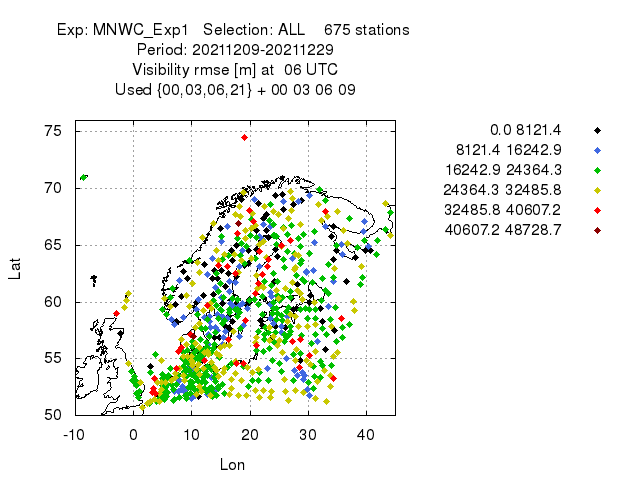 Exp: MNWC_Exp1 Selection: ALL 675 stations
Period: 20211209-20211229
Visibility rmse [m] at 06 UTC
Used {00,03,06,21} + 00 03 06 09
0.0 8121.4
8121.4 16242.9
16242.9 24364.3
24364.3 32485.8
32485.8 40607.2
40607.2 48728.7
75
70
65
60
55
50
Lat
-10 0 10 20 30 40
Lon